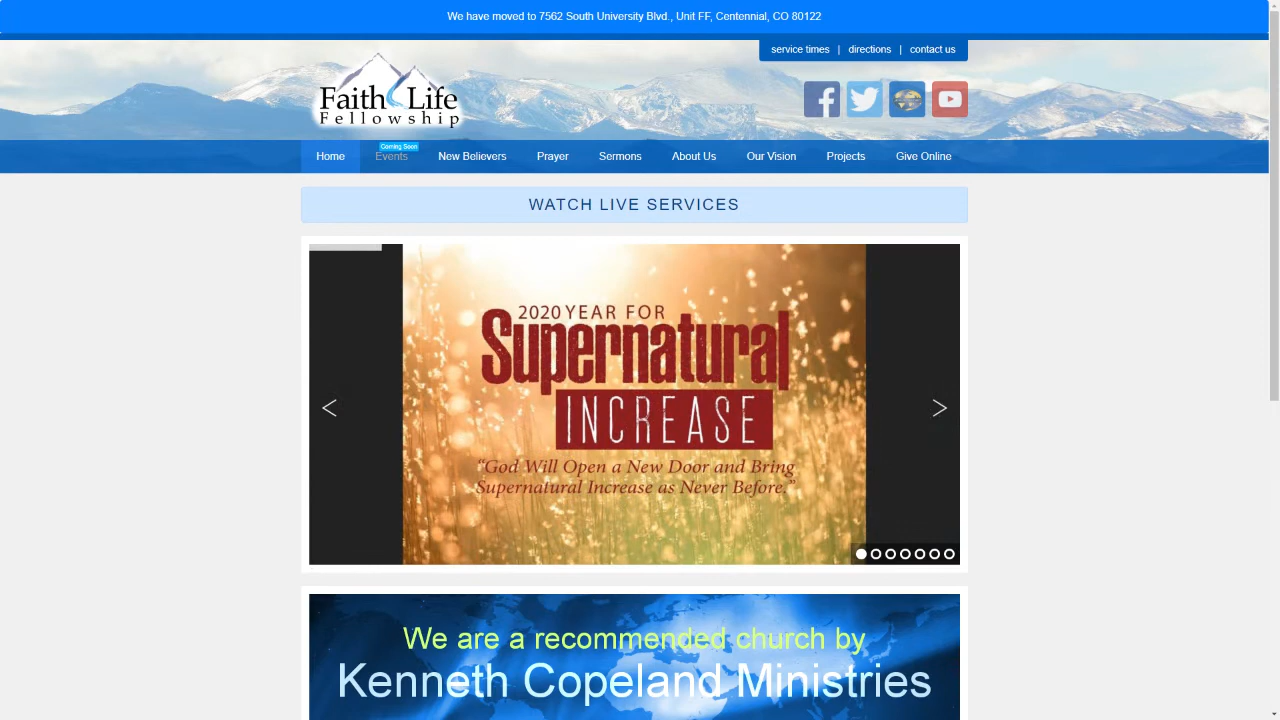 We have moved to 7562 South University Blvd., Unit FF, Centennial, CO 80122
service times | directions | contact us
Faith Life
Fellowship
Coming Soon
Home Events New Believers Prayer Sermons About Us Our Vision Projects Give Online
WATCH LIVE SERVICES
2020 YEAR FOR
Supernatural
INCREASE
“God Will Open a New Door and Bring
Supernatural Increase as Never Before.”
We are a recommended church by
Kenneth Copeland Ministries